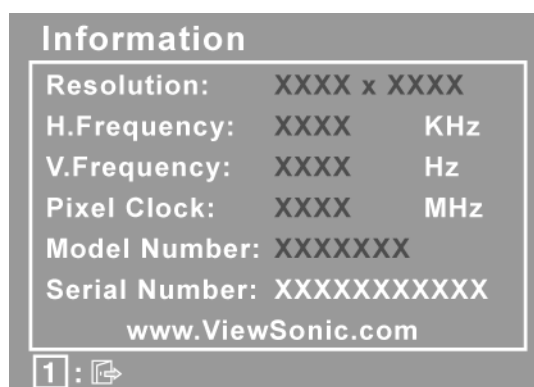 Information
Resolution: XXXX x XXXX
H.Frequency: XXXX KHz
V.Frequency: XXXX Hz
Pixel Clock: XXXX MHz
Model Number: XXXXXXX
Serial Number: XXXXXXXXXXX
www.ViewSonic.com
1 :